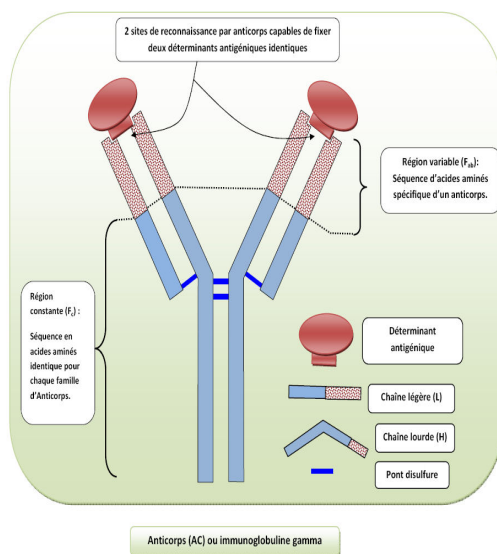 2 sites de reconnaissance par anticorps capables de fixer
deux déterminants antigéniques identiques
Région variable (Fab):
Séquence d'acides aminés
spécifique d'un anticorps.
Région
constante (Fc) :
Séquence en
acides aminés
identique pour
chaque famille
d'Anticorps.
Déterminant
antigénique
Chaîne légère (L)
Chaîne lourde (H)
Pont disulfure
Anticorps (AC) ou immunoglobuline gamma